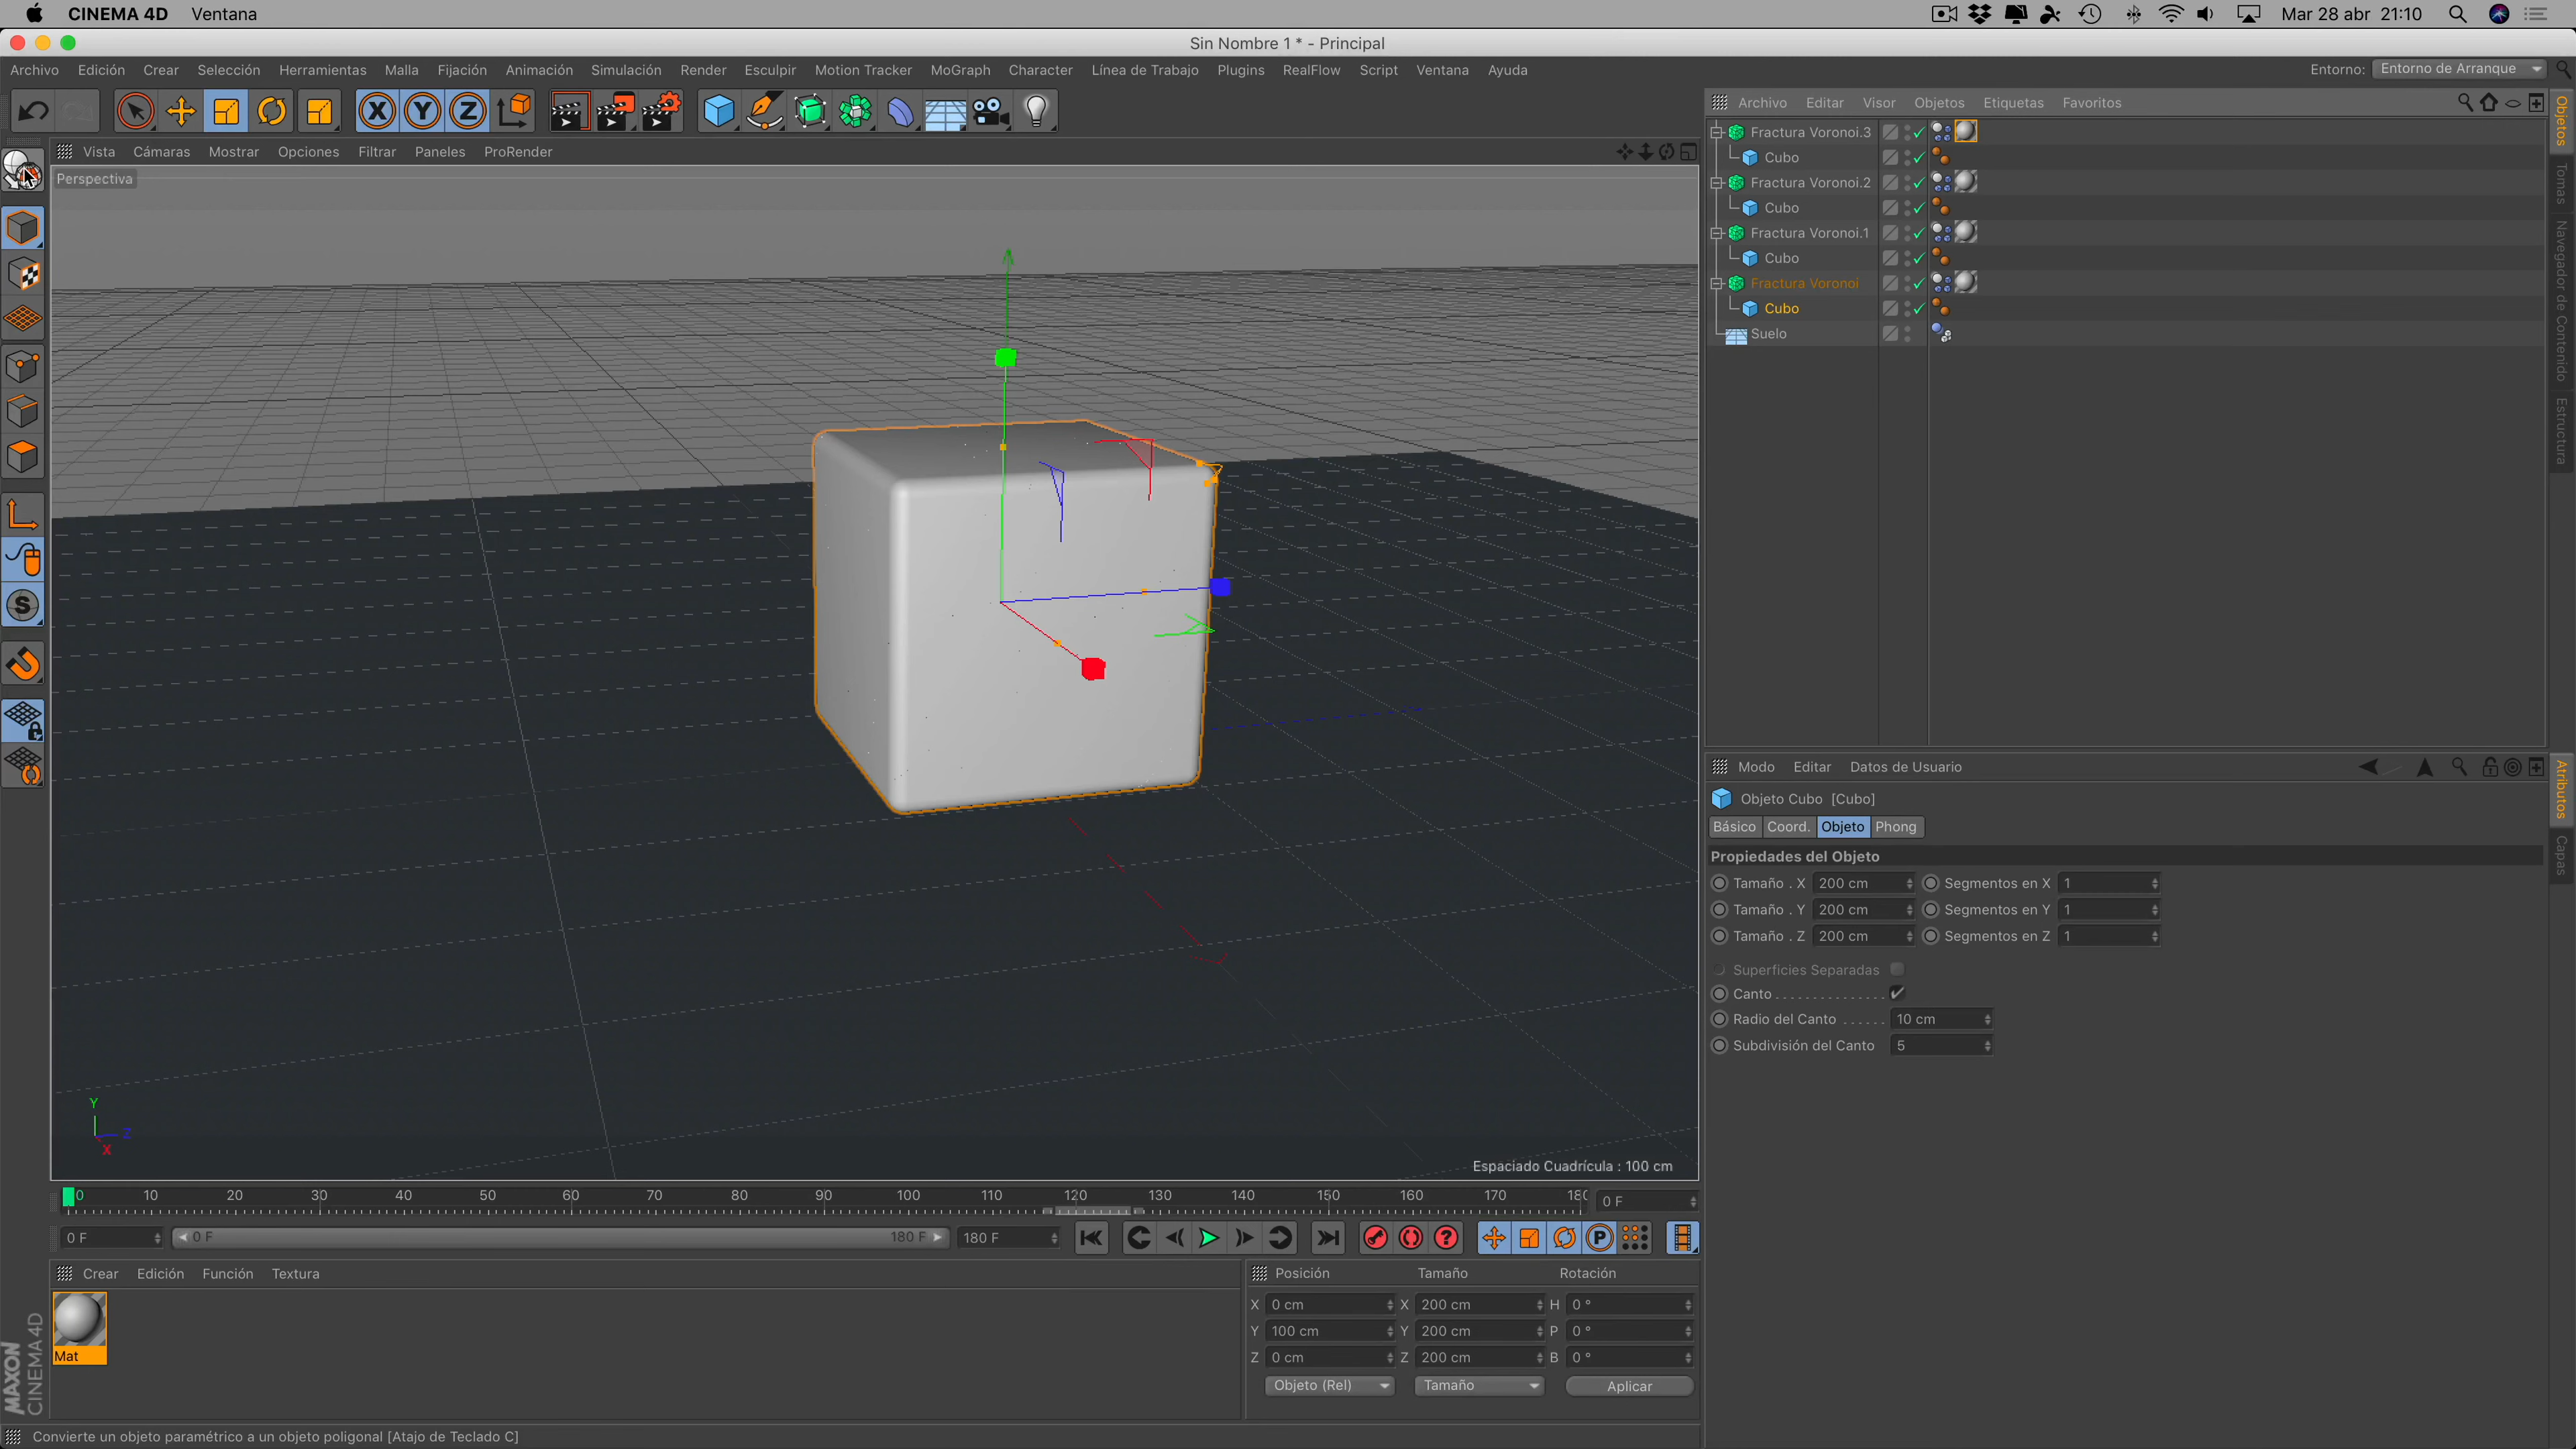 CINEMA 4D Ventana Mar 28 abr 21:10
Sin Nombre 1 * - Principal
Archivo Edición Crear Selección Herramientas Malla Fijación Animación Simulación Render Esculpir Motion Tracker MoGraph Character Línea de Trabajo Plugins RealFlow Script Ventana Ayuda Entorno: Entorno de Arranque
X Y Z
Archivo Editar Visor Objetos Etiquetas Favoritos
Vista Cámaras Mostrar Opciones Filtrar Paneles ProRender
Perspectiva
Fractura Voronoi.3
Cubo
Fractura Voronoi.2
Cubo
Fractura Voronoi.1
Cubo
Fractura Voronoi
Cubo
Suelo
Objetos
Tomas
Navegador de Contenido
Estructura
S
Modo Editar Datos de Usuario
Objeto Cubo [Cubo]
Básico Coord. Objeto Phong
Propiedades del Objeto
Tamaño . X 200 cm Segmentos en X 1
Tamaño . Y 200 cm Segmentos en Y 1
Tamaño . Z 200 cm Segmentos en Z 1
Superficies Separadas
Canto
Radio del Canto 10 cm
Subdivisión del Canto 5
Atributos
Capas
Y
Z
X
Espaciado Cuadrícula : 100 cm
0 10 20 30 40 50 60 70 80 90 100 110 120 130 140 150 160 170 180 0 F
0 F 0 F 180 F 180 F
? P
Crear Edición Función Textura
Mat
Posición Tamaño Rotación
X 0 cm X 200 cm H 0 °
Y 100 cm Y 200 cm P 0 °
Z 0 cm Z 200 cm B 0 °
Objeto (Rel) Tamaño Aplicar
MAXON
CINEMA 4D
Convierte un objeto paramétrico a un objeto poligonal [Atajo de Teclado C]